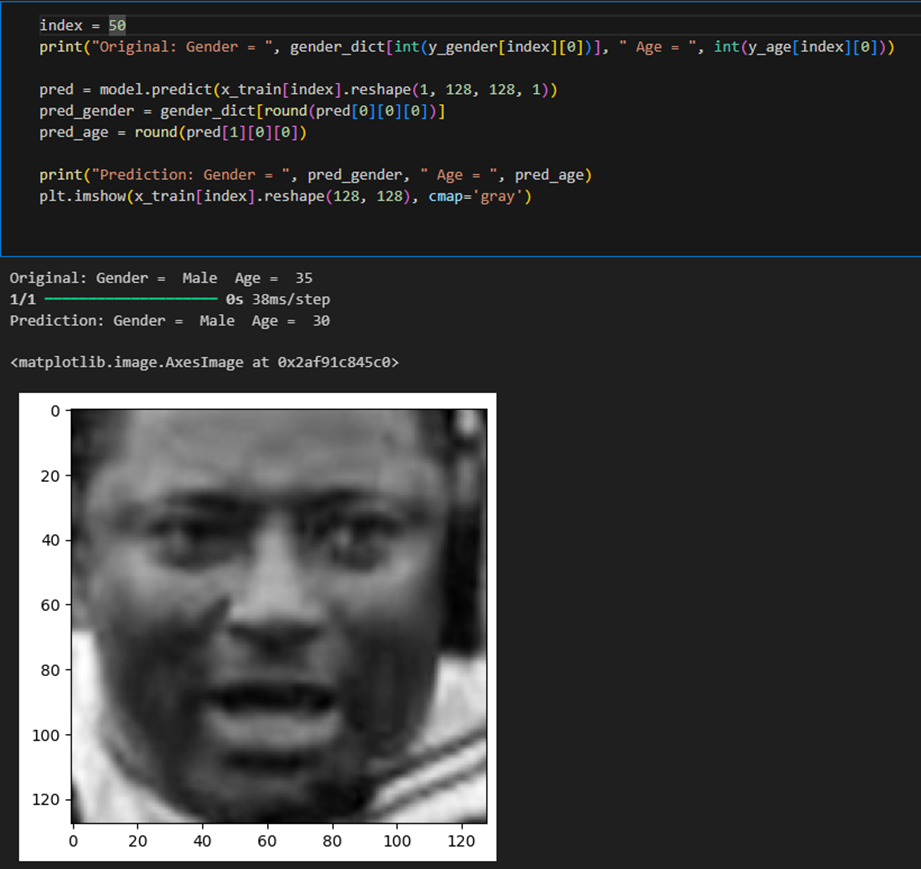 index = 50
print("Original: Gender = ", gender_dict[int(y_gender[index][0])], " Age = ", int(y_age[index][0]))
pred = model.predict(x_train[index].reshape(1, 128, 128, 1))
pred_gender = gender_dict[round(pred[0][0][0])]
pred_age = round(pred[1][0][0])
print("Prediction: Gender = ", pred_gender, " Age = ", pred_age)
plt.imshow(x_train[index].reshape(128, 128), cmap='gray')
Original: Gender =  Male  Age =  35
1/1 ━━━━━━━━━━━━━━━━━━━━ 0s 38ms/step
Prediction: Gender =  Male  Age =  30
<matplotlib.image.AxesImage at 0x2af91c845c0>
0
20
40
60
80
100
120
0 20 40 60 80 100 120